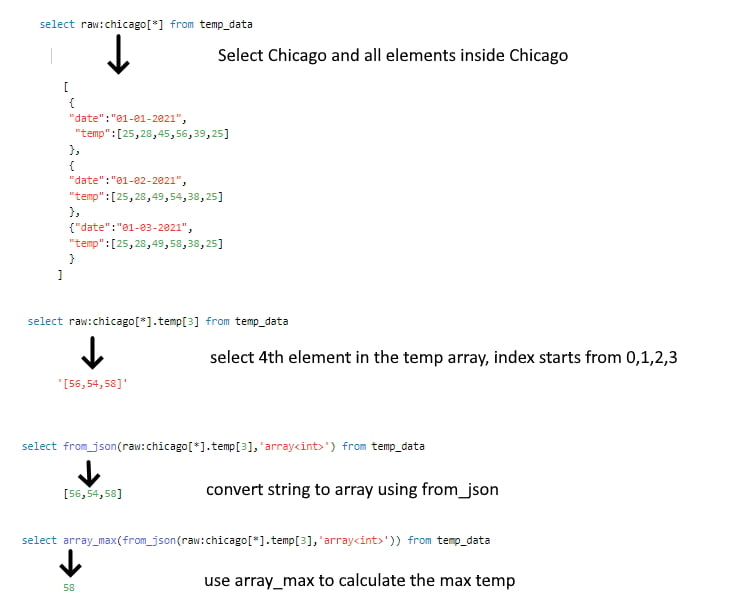 select raw:chicago[*] from temp_data
Select Chicago and all elements inside Chicago
[
{
"date":"01-01-2021",
"temp":[25,28,45,56,39,25]
},
{
"date":"01-02-2021",
"temp":[25,28,49,54,38,25]
},
{"date":"01-03-2021",
"temp":[25,28,49,58,38,25]
}
]
select raw:chicago[*].temp[3] from temp_data
select 4th element in the temp array, index starts from 0,1,2,3
'[56,54,58]'
select from_json(raw:chicago[*].temp[3],'array<int>') from temp_data
convert string to array using from_json
[56,54,58]
select array_max(from_json(raw:chicago[*].temp[3],'array<int>')) from temp_data
use array_max to calculate the max temp
58